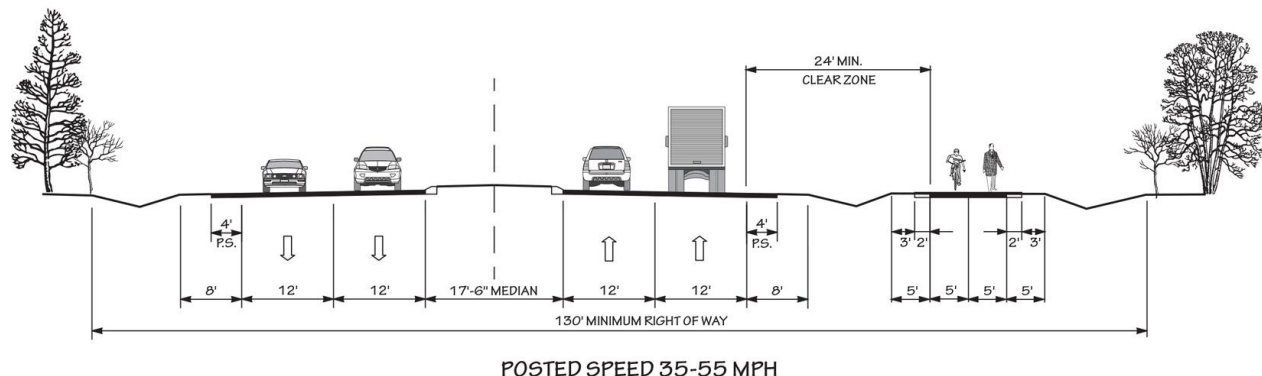 24' MIN.
CLEAR ZONE
4'
P.S.
4'
P.S.
3' 2' 2' 3'
8' 12' 12' 17'-6" MEDIAN 12' 12' 8' 5' 5' 5' 5'
130' MINIMUM RIGHT OF WAY
POSTED SPEED 35-55 MPH